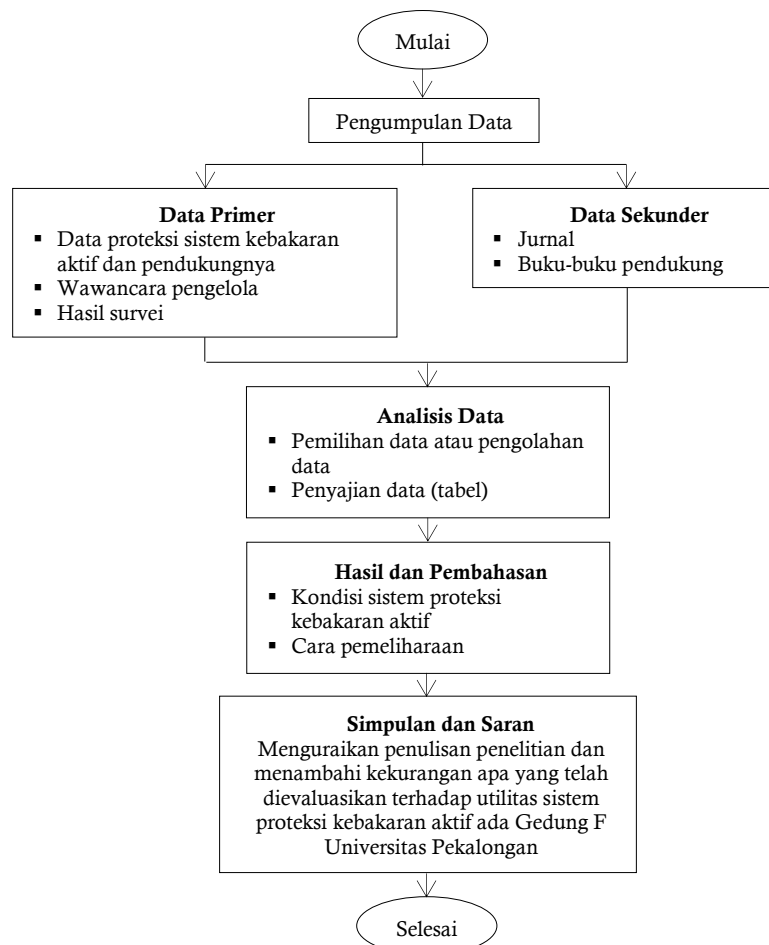 Mulai
Pengumpulan Data
Data Primer
▪ Data proteksi sistem kebakaran
aktif dan pendukungnya
▪ Wawancara pengelola
▪ Hasil survei
Data Sekunder
▪ Jurnal
▪ Buku-buku pendukung
Analisis Data
▪ Pemilihan data atau pengolahan
data
▪ Penyajian data (tabel)
Hasil dan Pembahasan
▪ Kondisi sistem proteksi
kebakaran aktif
▪ Cara pemeliharaan
Simpulan dan Saran
Menguraikan penulisan penelitian dan
menambahi kekurangan apa yang telah
dievaluasikan terhadap utilitas sistem
proteksi kebakaran aktif ada Gedung F
Universitas Pekalongan
Selesai